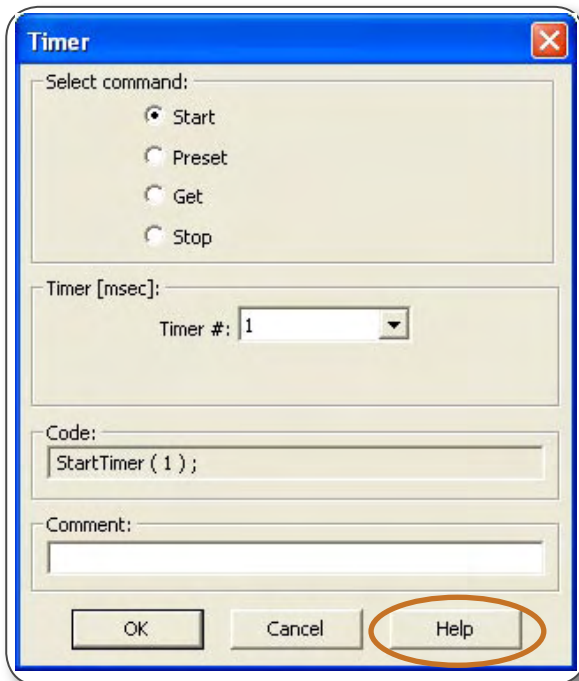 Timer
Select command:
Start
Preset
Get
Stop
Timer [msec]:
Timer #: 1
Code:
StartTimer ( 1 ) ;
Comment:
OK Cancel Help